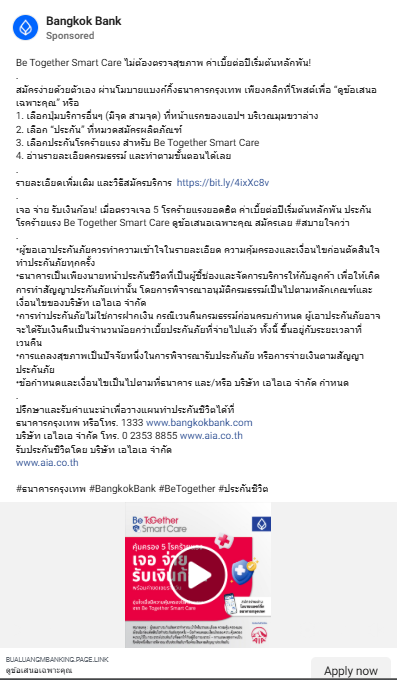 Bangkok Bank
Sponsored
Be Together Smart Care ไม่ต้องตรวจสุขภาพ ค่าเบี้ยต่อปีเริ่มต้นหลักพัน!
.
สมัครง่ายด้วยตัวเอง ผ่านโมบายแบงก์กิ้งธนาคารกรุงเทพ เพียงคลิกที่โพสต์เพื่อ “ดูข้อเสนอ
เฉพาะคุณ” หรือ
1. เลือกปุ่มบริการอื่นๆ (มีจุด สามจุด) ที่หน้าแรกของแอปฯ บริเวณมุมขวาล่าง
2. เลือก “ประกัน” ที่หมวดสมัครผลิตภัณฑ์
3. เลือกประกันโรคร้ายแรง สำหรับ Be Together Smart Care
4. อ่านรายละเอียดกรมธรรม์ และทำตามขั้นตอนได้เลย
.
รายละเอียดเพิ่มเติม และวิธีสมัครบริการ https://bit.ly/4ixXc8v
.
เจอ จ่าย รับเงินก้อน! เมื่อตรวจเจอ 5 โรคร้ายแรงยอดฮิต ค่าเบี้ยต่อปีเริ่มต้นหลักพัน ประกัน
โรคร้ายแรง Be Together Smart Care ดูข้อเสนอเฉพาะคุณ สมัครเลย #สบายใจกว่า
.
•ผู้ขอเอาประกันภัยควรทำความเข้าใจในรายละเอียด ความคุ้มครองและเงื่อนไขก่อนตัดสินใจ
ทำประกันภัยทุกครั้ง
•ธนาคารเป็นเพียงนายหน้าประกันชีวิตที่เป็นผู้ชี้ช่องและจัดการบริการให้กับลูกค้า เพื่อให้เกิด
การทำสัญญาประกันภัยเท่านั้น โดยการพิจารณาอนุมัติกรมธรรม์เป็นไปตามหลักเกณฑ์และ
เงื่อนไขของบริษัท เอไอเอ จำกัด
•การทำประกันภัยไม่ใช่การฝากเงิน กรณีเวนคืนกรมธรรม์ก่อนครบกำหนด ผู้เอาประกันภัยอาจ
จะได้รับเงินคืนเป็นจำนวนน้อยกว่าเบี้ยประกันภัยที่จ่ายไปแล้ว ทั้งนี้ ขึ้นอยู่กับระยะเวลาที่
เวนคืน
•การแถลงสุขภาพเป็นปัจจัยหนึ่งในการพิจารณารับประกันภัย หรือการจ่ายเงินตามสัญญา
ประกันภัย
•ข้อกำหนดและเงื่อนไขเป็นไปตามที่ธนาคาร และ/หรือ บริษัท เอไอเอ จำกัด กำหนด
.
ปรึกษาและรับคำแนะนำเพื่อวางแผนทำประกันชีวิตได้ที่
ธนาคารกรุงเทพ หรือโทร. 1333 www.bangkokbank.com
บริษัท เอไอเอ จำกัด โทร. 0 2353 8855 www.aia.co.th
รับประกันชีวิตโดย บริษัท เอไอเอ จำกัด
www.aia.co.th
#ธนาคารกรุงเทพ #BangkokBank #BeTogether #ประกันชีวิต
Be ToGether
Smart Care
คุ้มครอง 5 โรคร้ายแรง
เจอ จ่าย
รับเงินก้อน
AIA
BUALUANGMBANKING.PAGE.LINK
ดูข้อเสนอเฉพาะคุณ
Apply now